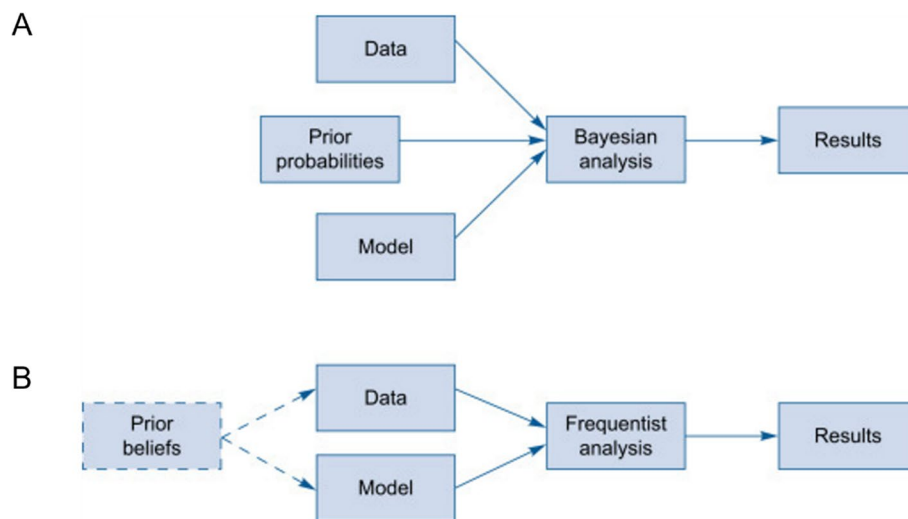 A
Data
Prior
probabilities
Bayesian
analysis
Results
Model
B
Prior
beliefs
Data
Frequentist
analysis
Results
Model